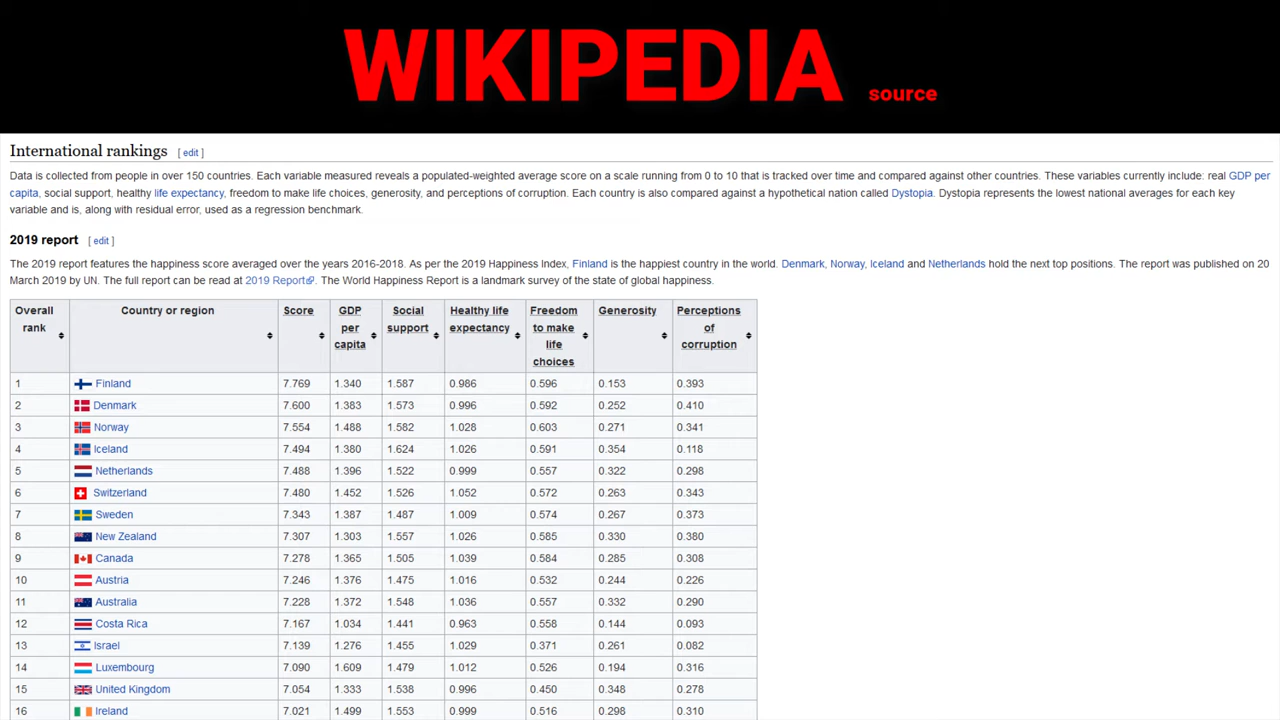 WIKIPEDIA source
International rankings [ edit ]
Data is collected from people in over 150 countries. Each variable measured reveals a populated-weighted average score on a scale running from 0 to 10 that is tracked over time and compared against other countries. These variables currently include: real GDP per
capita, social support, healthy life expectancy, freedom to make life choices, generosity, and perceptions of corruption. Each country is also compared against a hypothetical nation called Dystopia. Dystopia represents the lowest national averages for each key
variable and is, along with residual error, used as a regression benchmark.
2019 report [ edit ]
The 2019 report features the happiness score averaged over the years 2016-2018. As per the 2019 Happiness Index, Finland is the happiest country in the world. Denmark, Norway, Iceland and Netherlands hold the next top positions. The report was published on 20
March 2019 by UN. The full report can be read at 2019 Report. The World Happiness Report is a landmark survey of the state of global happiness.
Overall rank Country or region Score GDP per capita Social support Healthy life expectancy Freedom to make life choices Generosity Perceptions of corruption
1 Finland 7.769 1.340 1.587 0.986 0.596 0.153 0.393
2 Denmark 7.600 1.383 1.573 0.996 0.592 0.252 0.410
3 Norway 7.554 1.488 1.582 1.028 0.603 0.271 0.341
4 Iceland 7.494 1.380 1.624 1.026 0.591 0.354 0.118
5 Netherlands 7.488 1.396 1.522 0.999 0.557 0.322 0.298
6 Switzerland 7.480 1.452 1.526 1.052 0.572 0.263 0.343
7 Sweden 7.343 1.387 1.487 1.009 0.574 0.267 0.373
8 New Zealand 7.307 1.303 1.557 1.026 0.585 0.330 0.380
9 Canada 7.278 1.365 1.505 1.039 0.584 0.285 0.308
10 Austria 7.246 1.376 1.475 1.016 0.532 0.244 0.226
11 Australia 7.228 1.372 1.548 1.036 0.557 0.332 0.290
12 Costa Rica 7.167 1.034 1.441 0.963 0.558 0.144 0.093
13 Israel 7.139 1.276 1.455 1.029 0.371 0.261 0.082
14 Luxembourg 7.090 1.609 1.479 1.012 0.526 0.194 0.316
15 United Kingdom 7.054 1.333 1.538 0.996 0.450 0.348 0.278
16 Ireland 7.021 1.499 1.553 0.999 0.516 0.298 0.310